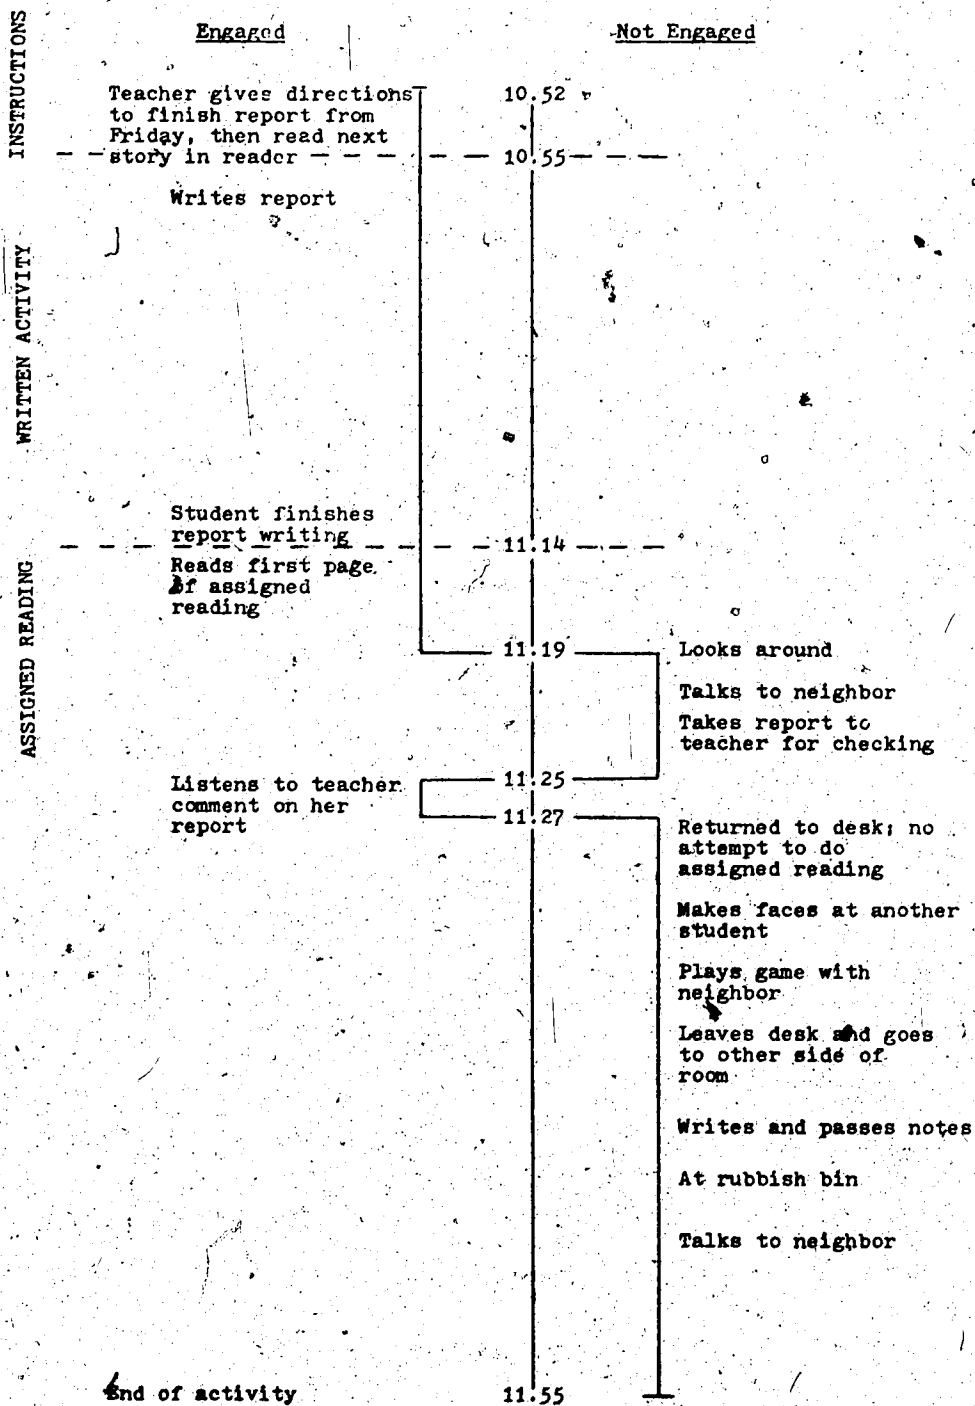 Engaged
Not Engaged
INSTRUCTIONS
Teacher gives directions
to finish report from
Friday, then read next
story in reader
10.52
10.55
WRITTEN ACTIVITY
Writes report
Student finishes
report writing
11.14
ASSIGNED READING
Reads first page
of assigned
reading
11.19
Looks around
Talks to neighbor
Takes report to
teacher for checking
11.25
Listens to teacher
comment on her
report
11.27
Returned to desk; no
attempt to do
assigned reading
Makes faces at another
student
Plays game with
neighbor
Leaves desk and goes
to other side of
room
Writes and passes notes
At rubbish bin
Talks to neighbor
End of activity
11.55